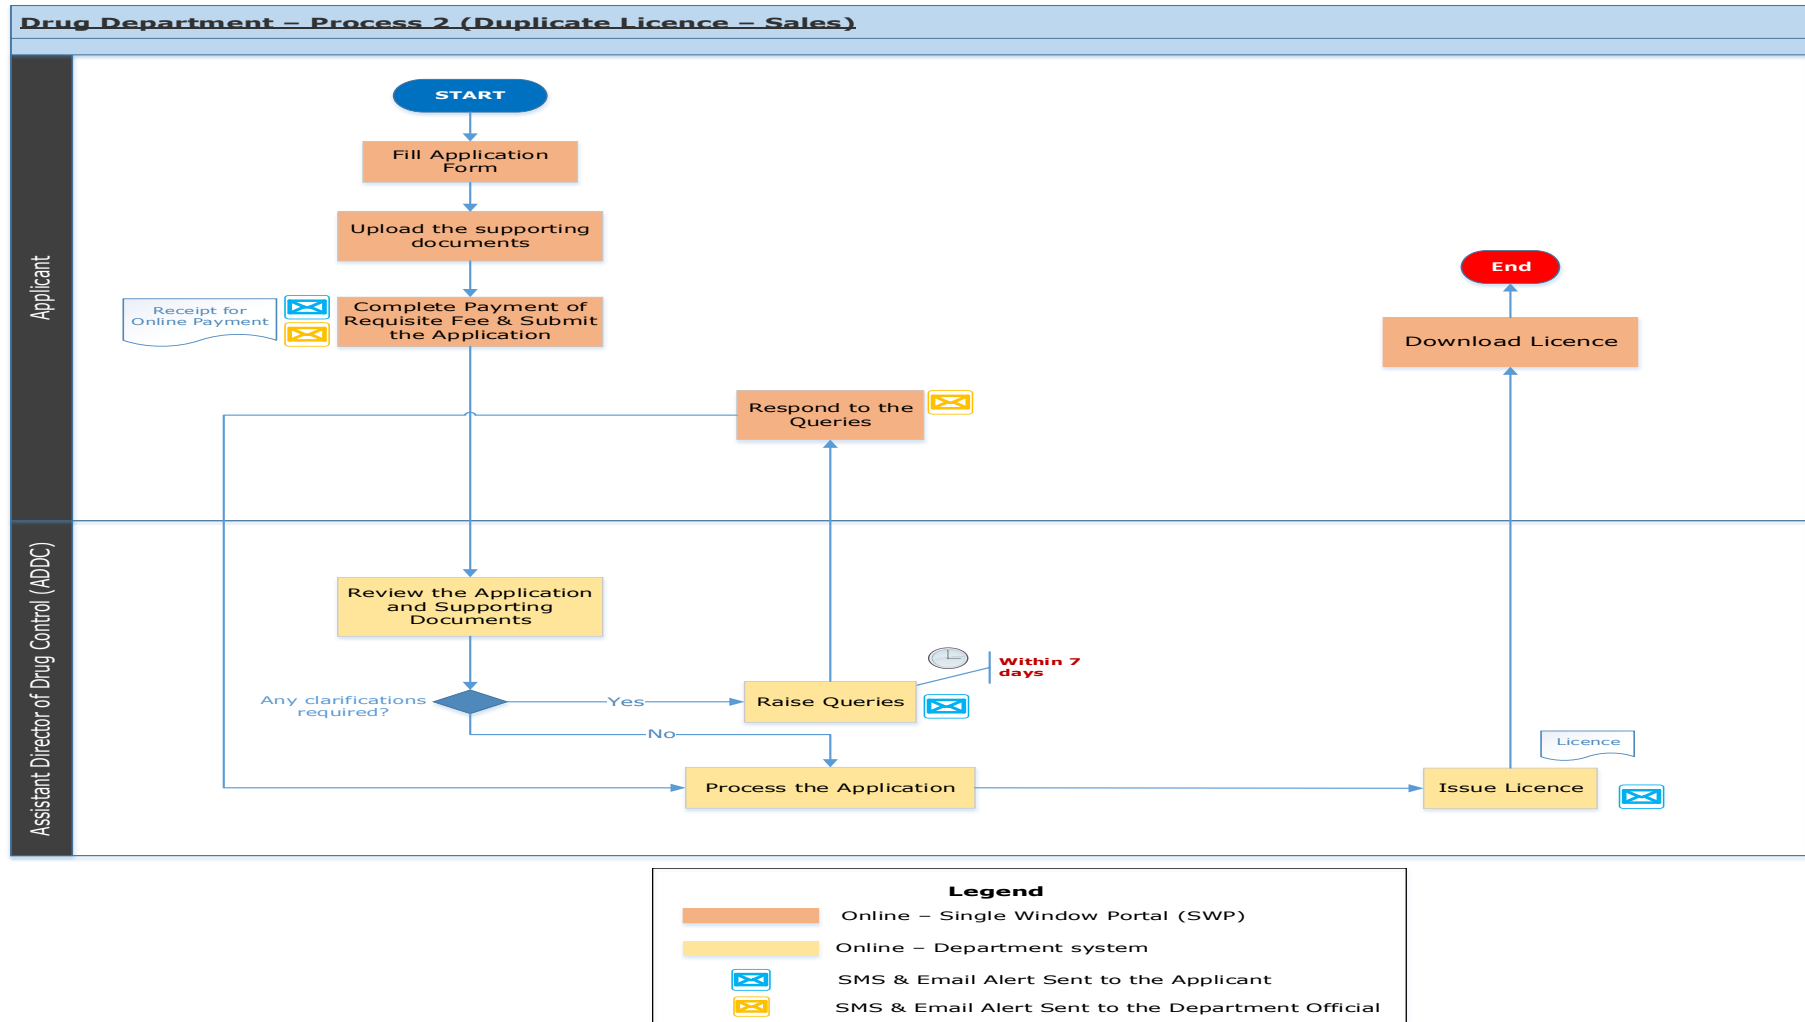 Drug Department – Process 2 (Duplicate Licence – Sales)
Applicant
START
Fill Application
Form
Upload the supporting
documents
Receipt for
Online Payment
Complete Payment of
Requisite Fee & Submit
the Application
Respond to the
Queries
End
Download Licence
Assistant Director of Drug Control (ADDC)
Review the Application
and Supporting
Documents
Any clarifications
required?
Yes
Raise Queries
Within 7
days
No
Process the Application
Licence
Issue Licence
Legend
Online – Single Window Portal (SWP)
Online – Department system
SMS & Email Alert Sent to the Applicant
SMS & Email Alert Sent to the Department Official